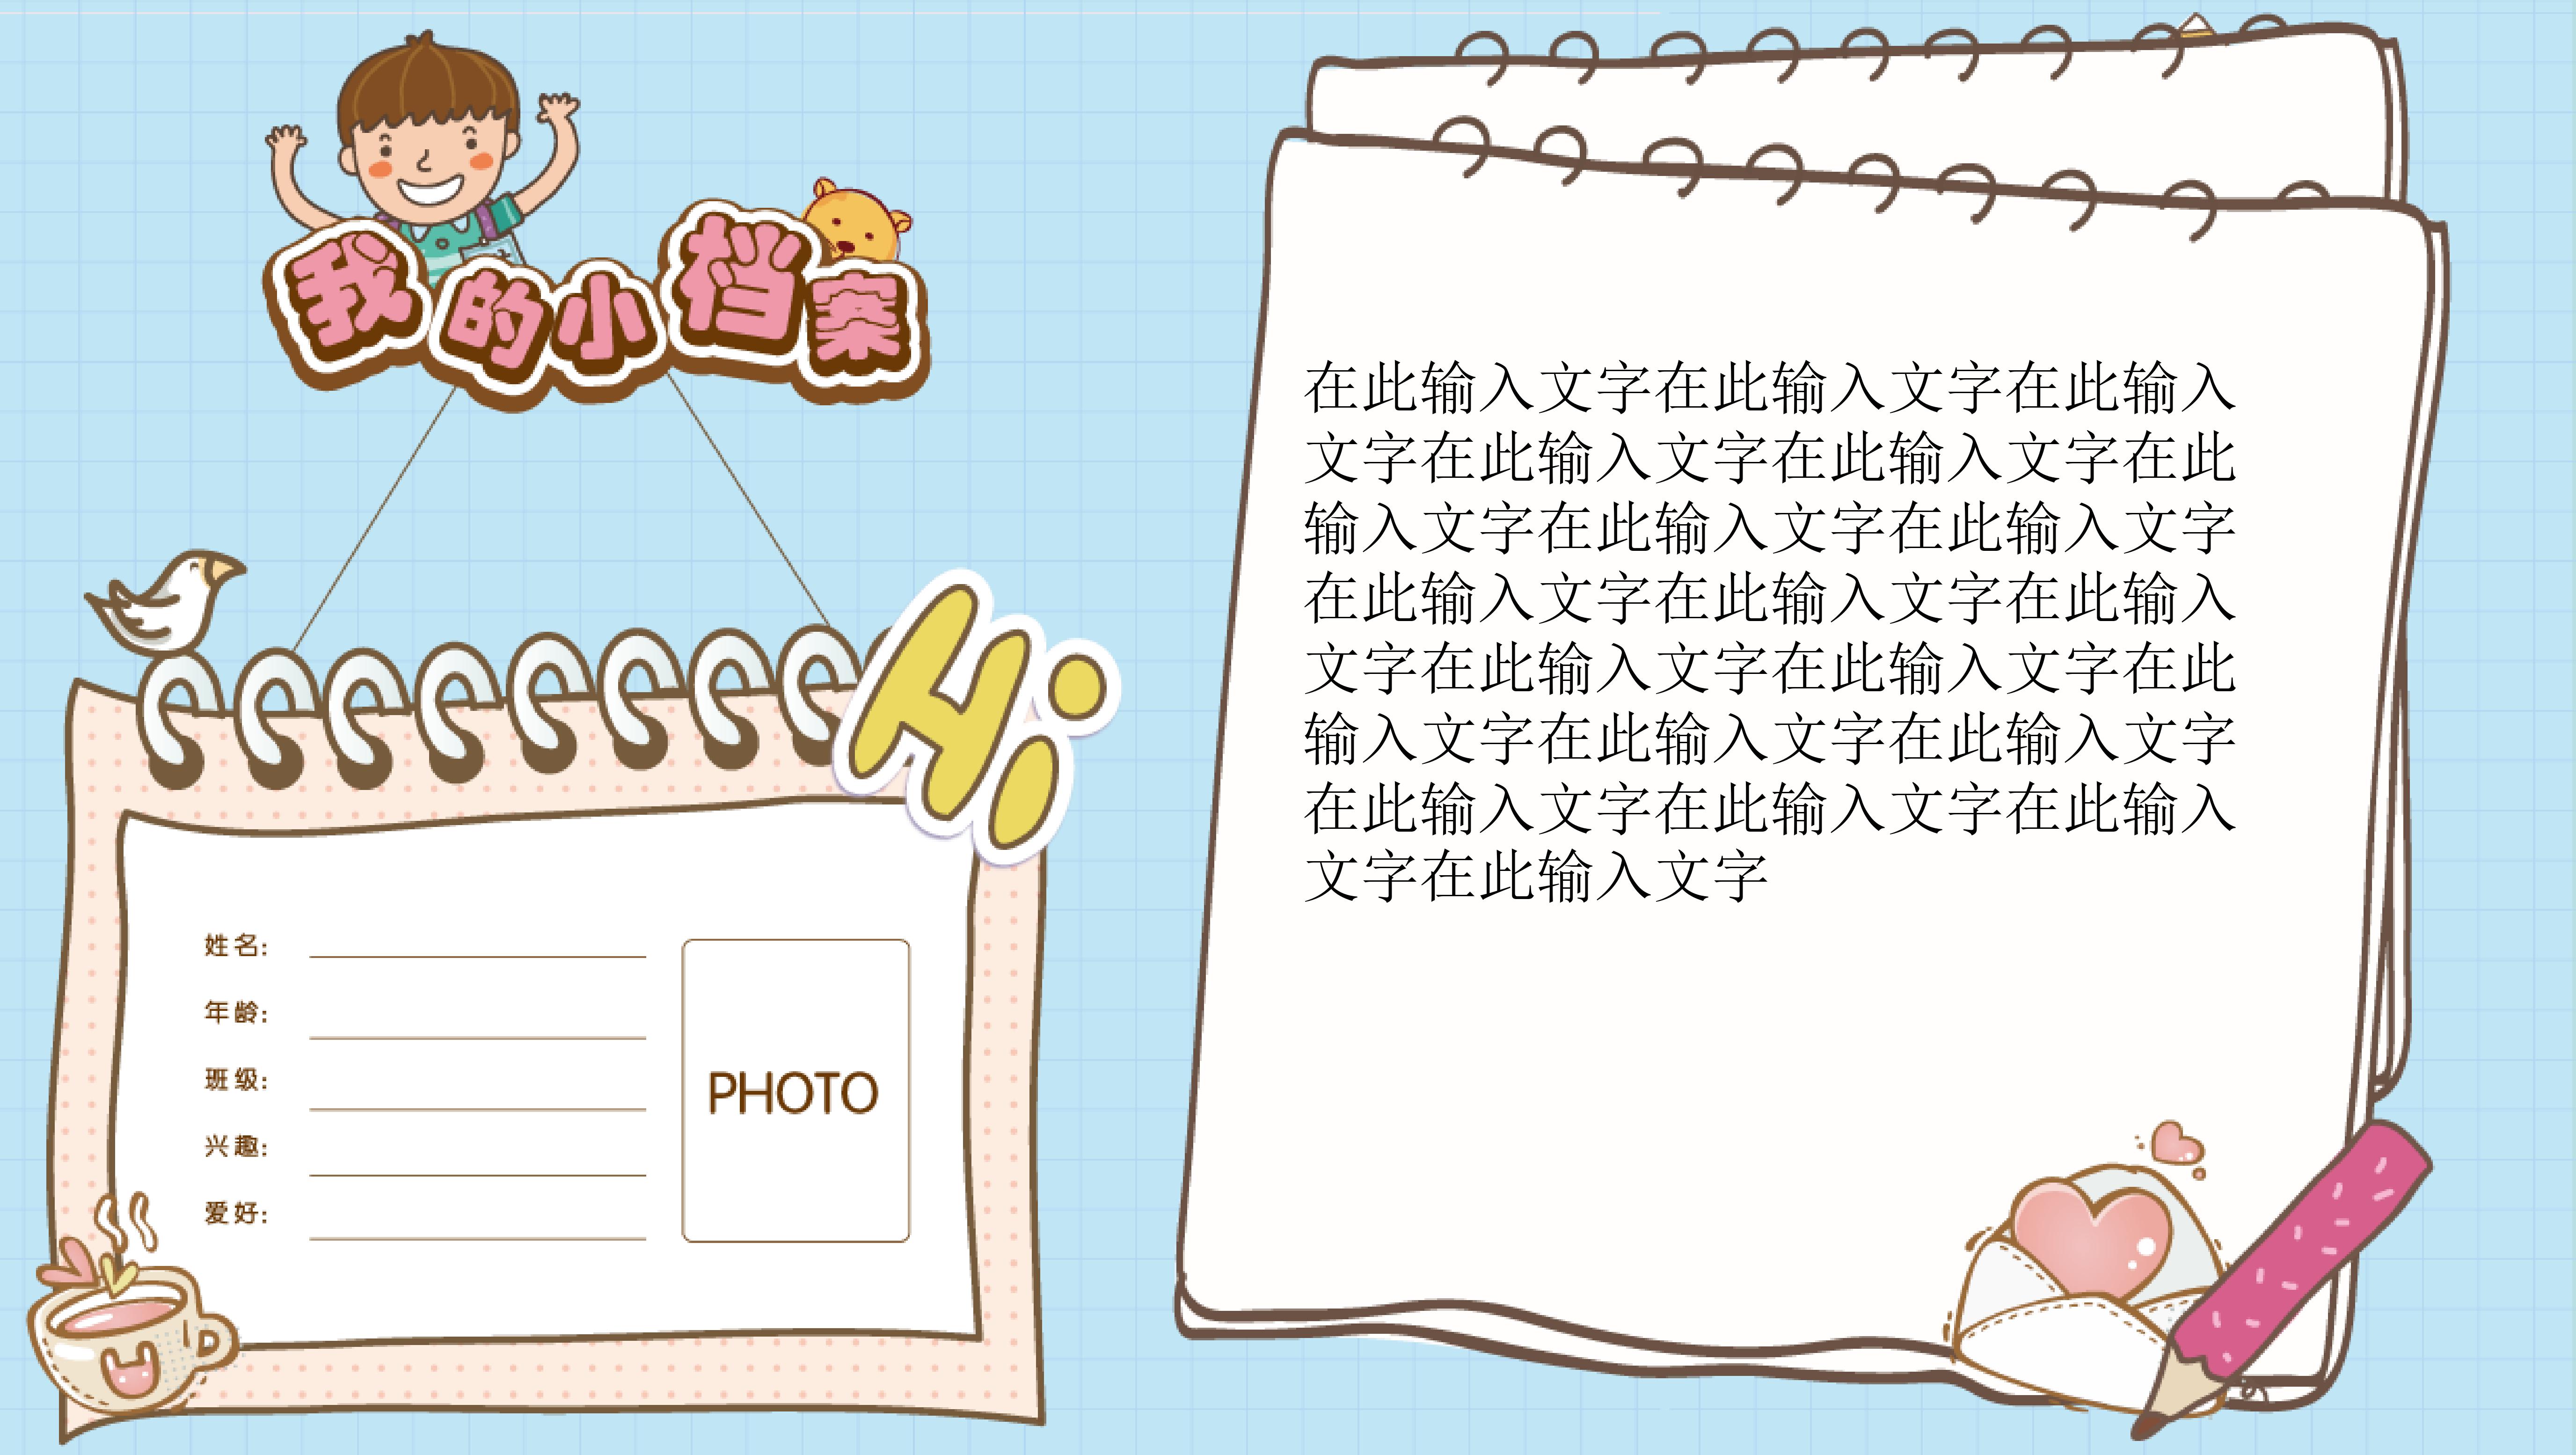 我的小档案
Hi
姓名:
年龄:
班级:
兴趣:
爱好:
PHOTO
在此输入文字在此输入文字在此输入
文字在此输入文字在此输入文字在此
输入文字在此输入文字在此输入文字
在此输入文字在此输入文字在此输入
文字在此输入文字在此输入文字在此
输入文字在此输入文字在此输入文字
在此输入文字在此输入文字在此输入
文字在此输入文字